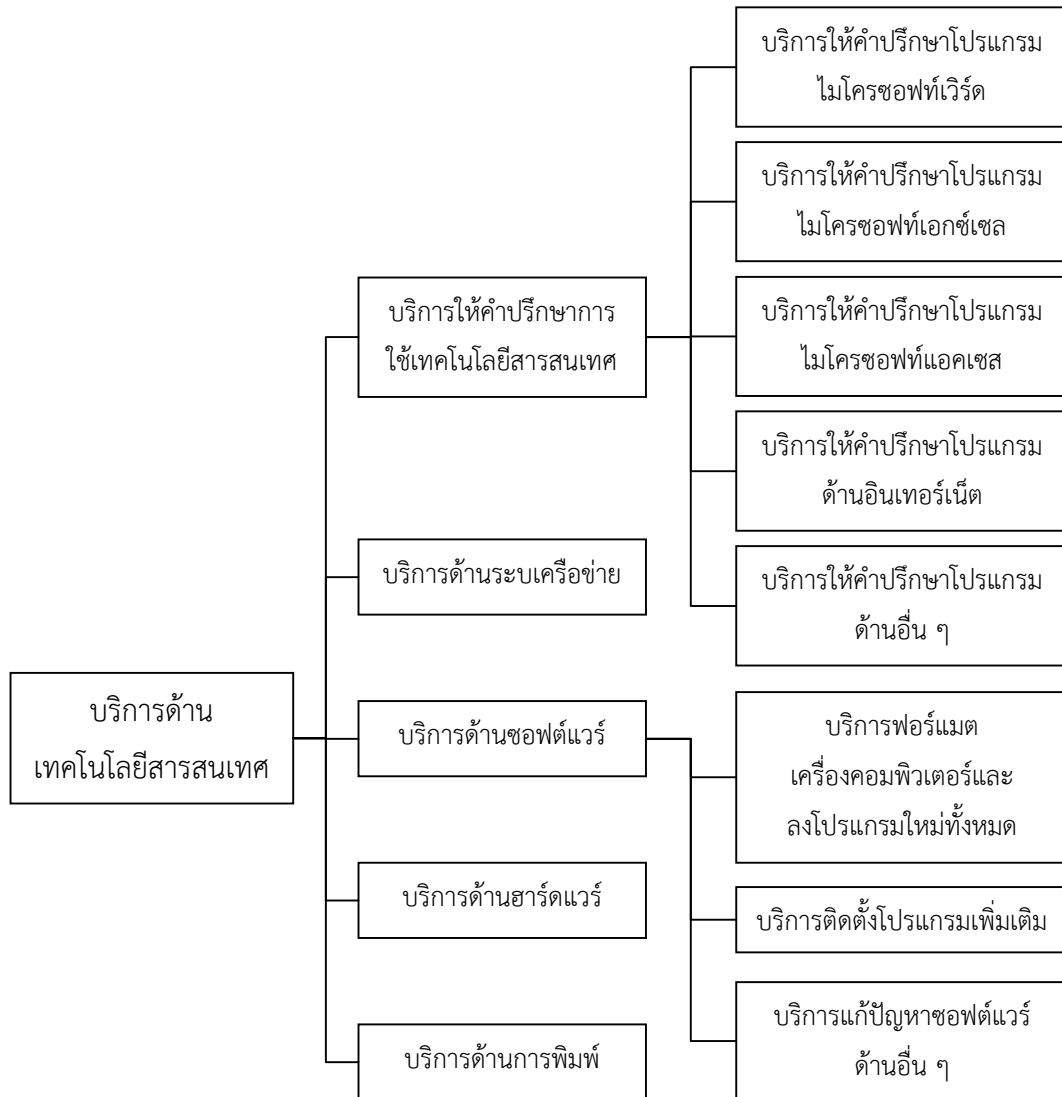 บริการด้าน
เทคโนโลยีสารสนเทศ
บริการให้คำปรึกษาการ
ใช้เทคโนโลยีสารสนเทศ
บริการให้คำปรึกษาโปรแกรม
ไมโครซอฟท์เวิร์ด
บริการให้คำปรึกษาโปรแกรม
ไมโครซอฟท์เอกซ์เซล
บริการให้คำปรึกษาโปรแกรม
ไมโครซอฟท์แอคเซส
บริการให้คำปรึกษาโปรแกรม
ด้านอินเทอร์เน็ต
บริการให้คำปรึกษาโปรแกรม
ด้านอื่น ๆ
บริการด้านระบบเครือข่าย
บริการด้านซอฟต์แวร์
บริการฟอร์แมต
เครื่องคอมพิวเตอร์และ
ลงโปรแกรมใหม่ทั้งหมด
บริการติดตั้งโปรแกรมเพิ่มเติม
บริการแก้ปัญหาซอฟต์แวร์
ด้านอื่น ๆ
บริการด้านฮาร์ดแวร์
บริการด้านการพิมพ์